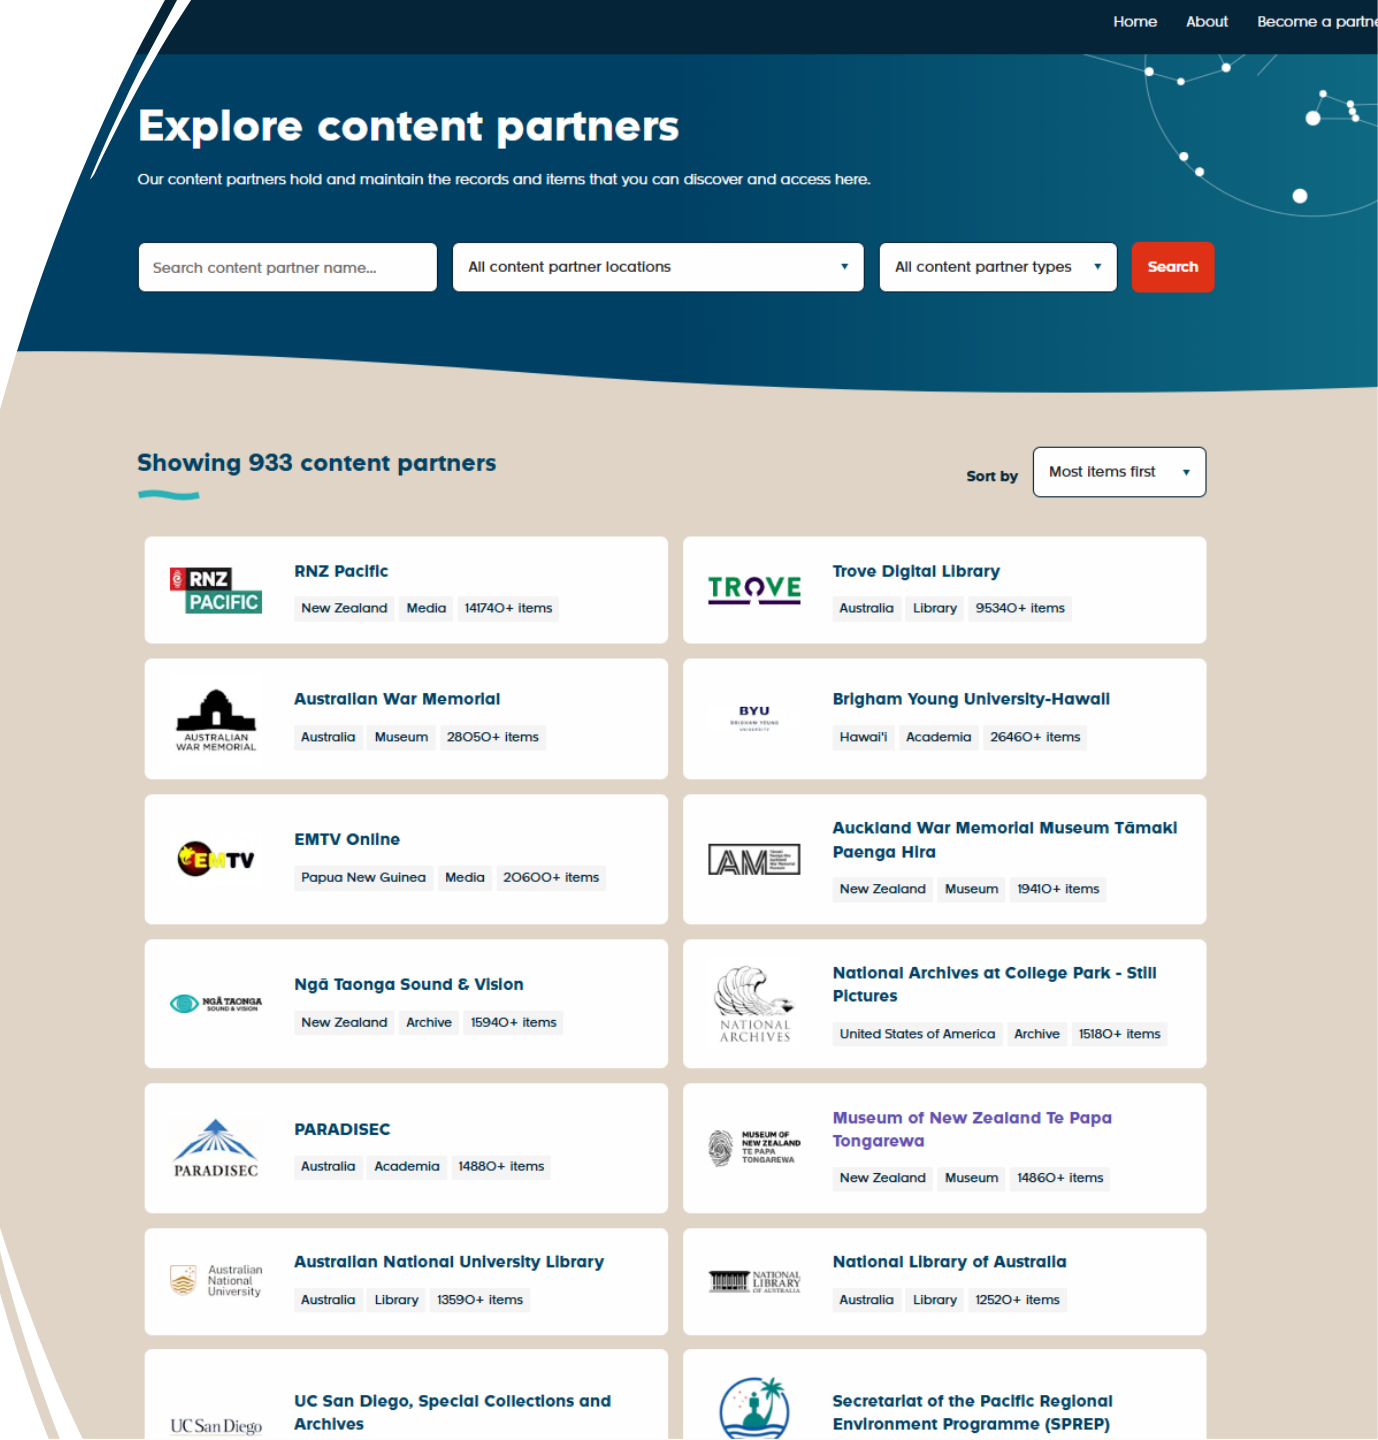 Home About Become a partne
Explore content partners
Our content partners hold and maintain the records and items that you can discover and access here.
Search content partner name...
All content partner locations
All content partner types
Search
Showing 933 content partners
Sort by
Most items first
RNZ
PACIFIC
RNZ Pacific
New Zealand Media 141740+ items
TROVE
Trove Digital Library
Australia Library 95340+ items
AUSTRALIAN
WAR MEMORIAL
Australian War Memorial
Australia Museum 28050+ items
BYU
BRIGHAM YOUNG
UNIVERSITY
Brigham Young University-Hawaii
Hawai'i Academia 26460+ items
EMTV
EMTV Online
Papua New Guinea Media 20600+ items
AM
Auckland War Memorial Museum Tāmaki
Paenga Hira
New Zealand Museum 19410+ items
NGĀ TAONGA
SOUND & VISION
Ngā Taonga Sound & Vision
New Zealand Archive 15940+ items
NATIONAL
ARCHIVES
National Archives at College Park - Still
Pictures
United States of America Archive 15180+ items
PARADISEC
PARADISEC
Australia Academia 14880+ items
MUSEUM OF
NEW ZEALAND
TE PAPA
TONGAREWA
Museum of New Zealand Te Papa
Tongarewa
New Zealand Museum 14860+ items
Australian
National
University
Australian National University Library
Australia Library 13590+ items
NATIONAL
LIBRARY
OF AUSTRALIA
National Library of Australia
Australia Library 12520+ items
UC San Diego
UC San Diego, Special Collections and
Archives
Secretariat of the Pacific Regional
Environment Programme (SPREP)